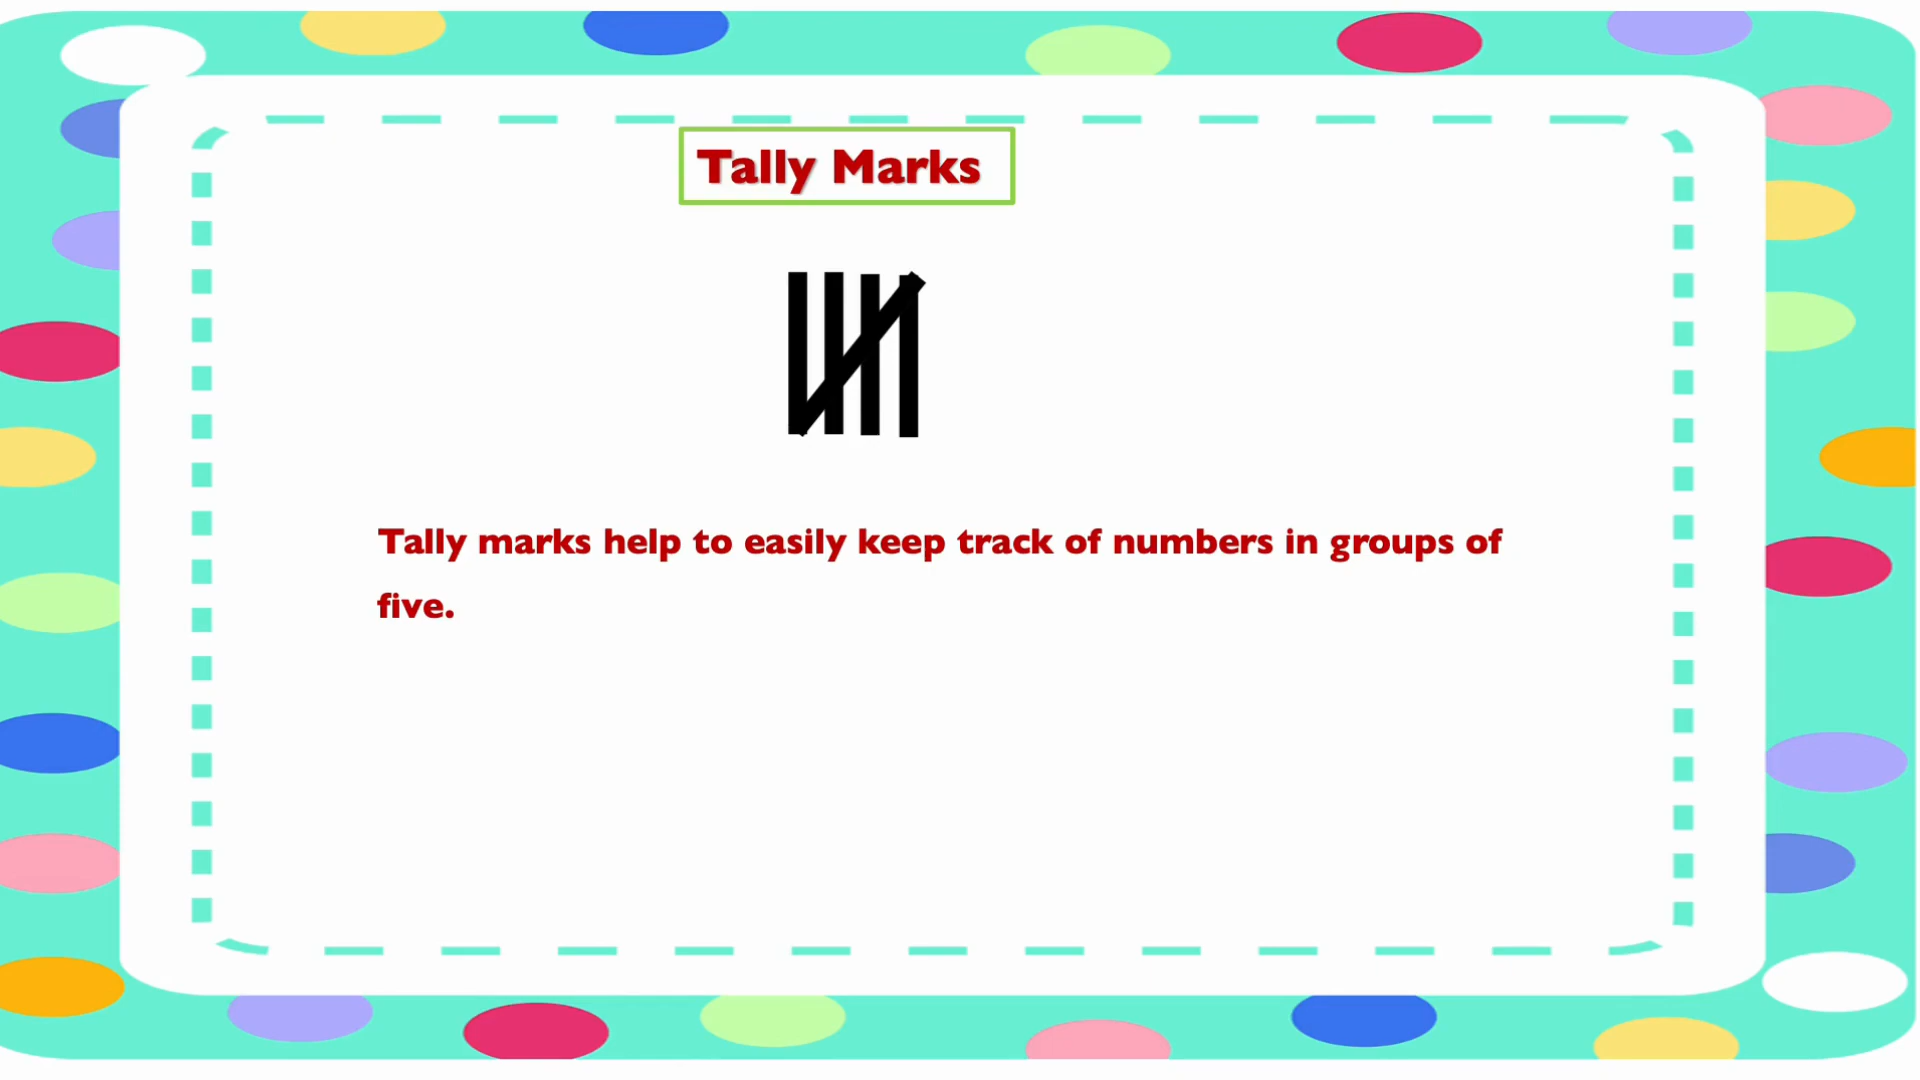 Tally Marks
Tally marks help to easily keep track of numbers in groups of
five.